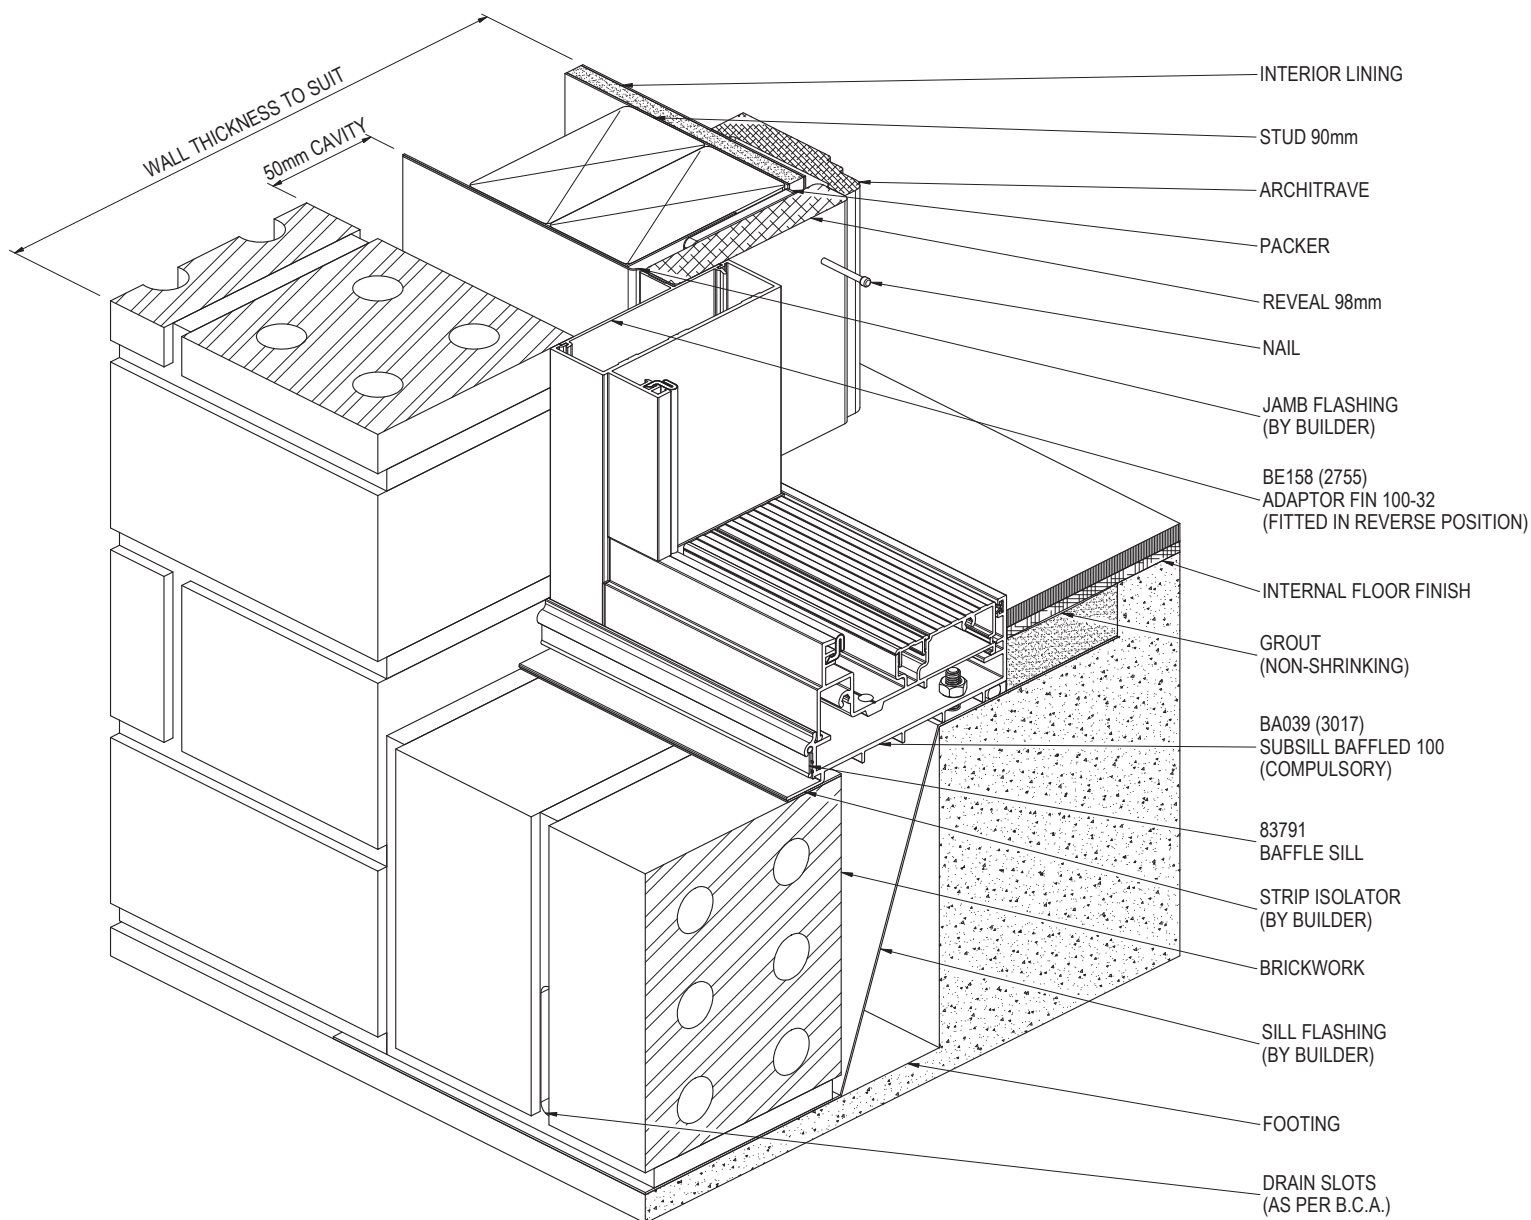 WALL THICKNESS TO SUIT
50mm CAVITY
INTERIOR LINING
STUD 90mm
ARCHITRAVE
PACKER
REVEAL 98mm
NAIL
JAMB FLASHING
(BY BUILDER)
BE158 (2755)
ADAPTOR FIN 100-32
(FITTED IN REVERSE POSITION)
INTERNAL FLOOR FINISH
GROUT
(NON-SHRINKING)
BA039 (3017)
SUBSILL BAFFLED 100
(COMPULSORY)
83791
BAFFLE SILL
STRIP ISOLATOR
(BY BUILDER)
BRICKWORK
SILL FLASHING
(BY BUILDER)
FOOTING
DRAIN SLOTS
(AS PER B.C.A.)